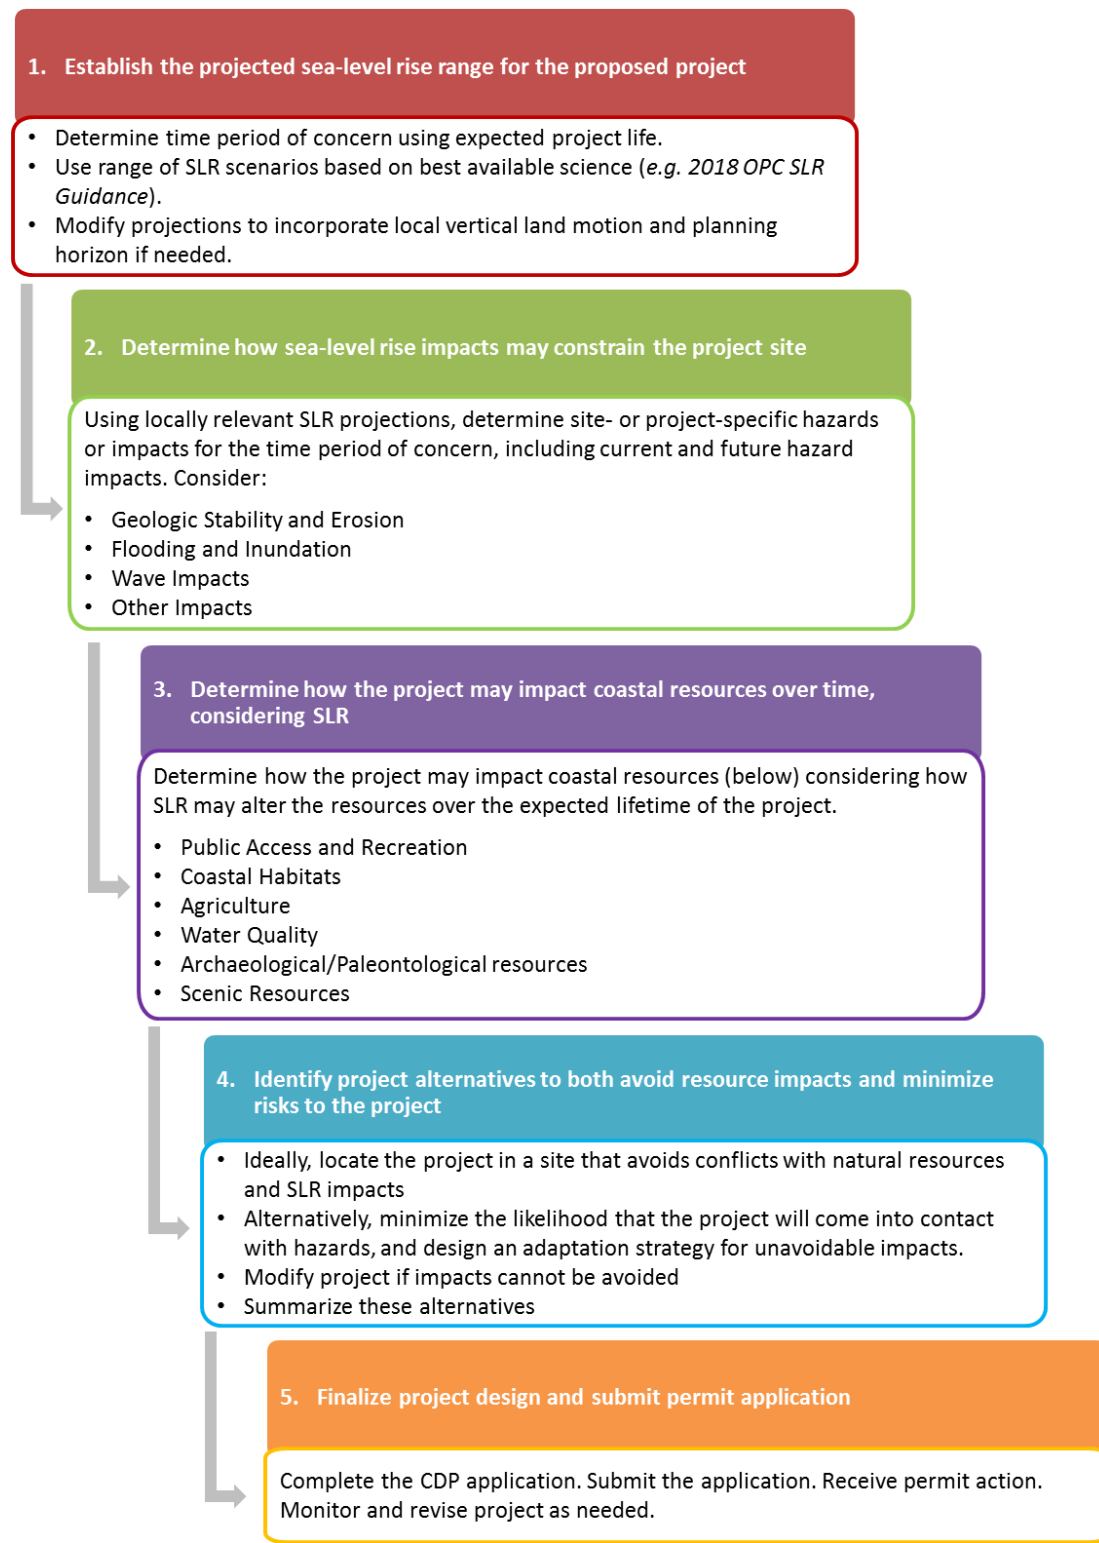 1. Establish the projected sea-level rise range for the proposed project
• Determine time period of concern using expected project life.
• Use range of SLR scenarios based on best available science (e.g. 2018 OPC SLR
Guidance).
• Modify projections to incorporate local vertical land motion and planning
horizon if needed.
2. Determine how sea-level rise impacts may constrain the project site
Using locally relevant SLR projections, determine site- or project-specific hazards
or impacts for the time period of concern, including current and future hazard
impacts. Consider:
• Geologic Stability and Erosion
• Flooding and Inundation
• Wave Impacts
• Other Impacts
3. Determine how the project may impact coastal resources over time,
considering SLR
Determine how the project may impact coastal resources (below) considering how
SLR may alter the resources over the expected lifetime of the project.
• Public Access and Recreation
• Coastal Habitats
• Agriculture
• Water Quality
• Archaeological/Paleontological resources
• Scenic Resources
4. Identify project alternatives to both avoid resource impacts and minimize
risks to the project
• Ideally, locate the project in a site that avoids conflicts with natural resources
and SLR impacts
• Alternatively, minimize the likelihood that the project will come into contact
with hazards, and design an adaptation strategy for unavoidable impacts.
• Modify project if impacts cannot be avoided
• Summarize these alternatives
5. Finalize project design and submit permit application
Complete the CDP application. Submit the application. Receive permit action.
Monitor and revise project as needed.